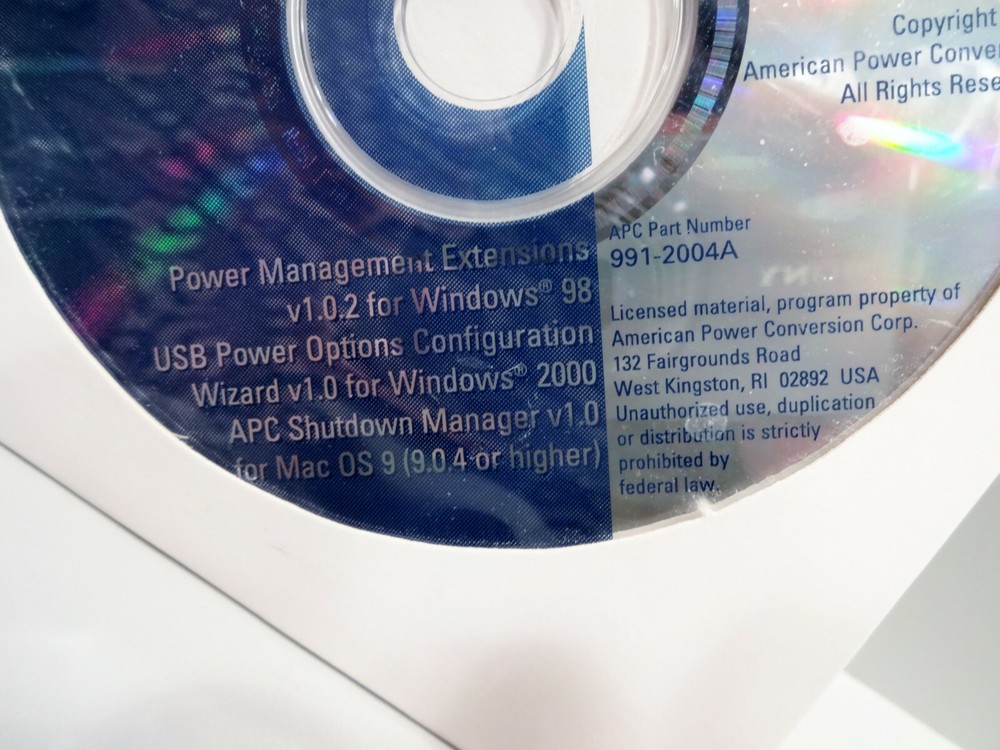 Copyright
American Power
All Rights
Power Management Extensions
v1.0.2 for Windows® 98
USB Power Options Configuration
Wizard v1.0 for Windows® 2000
APC Shutdown Manager v1.0
for Mac OS 9 (9.0.4 or higher)
APC Part Number
991-2004A
Licensed material, program property of
American Power Conversion Corp.
132 Fairgrounds Road
West Kingston, RI 02892 USA
Unauthorized use, duplication
or distribution is strictly
prohibited by
federal law.